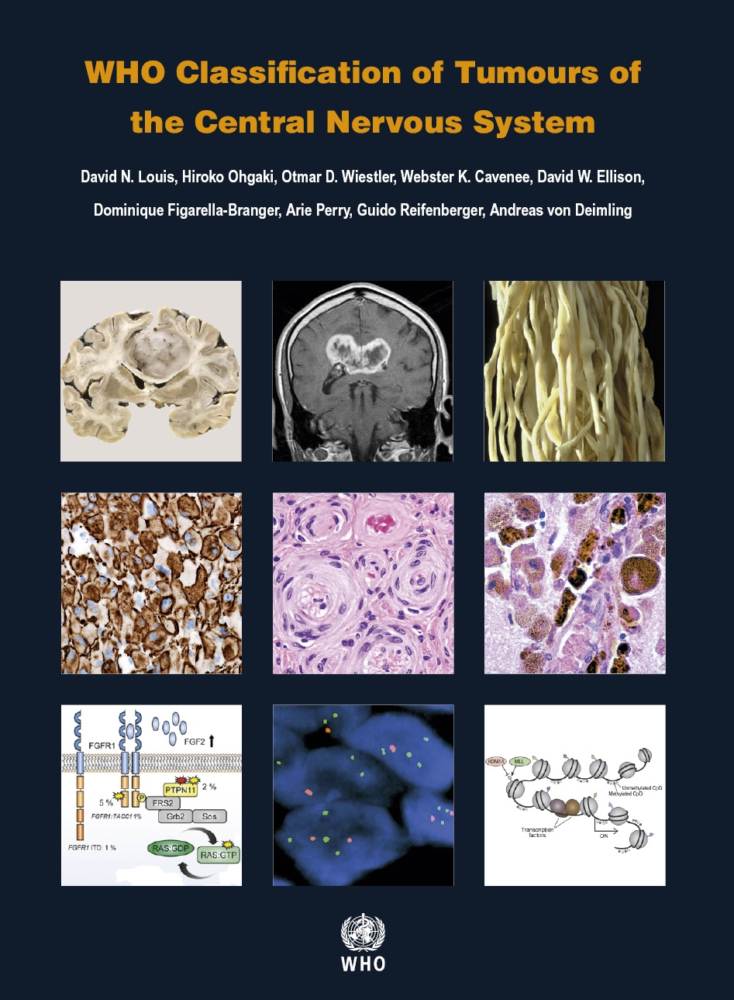 WHO Classification of Tumours of
the Central Nervous System
David N. Louis, Hiroko Ohgaki, Otmar D. Wiestler, Webster K. Cavenee, David W. Ellison,
Dominique Figarella-Branger, Arie Perry, Guido Reifenberger, Andreas von Deimling
FGFR1
FGF2
PTPN11
2 %
5 %
P
FRS2
FGFR1:TACC1 1%
Grb2
Sos
FGFR1 ITD: 1 %
RAS:GDP
RAS:GTP
KDM1A
MLL
Unmethylated CpG
Methylated CpG
Transcription
factors
ON
WHO